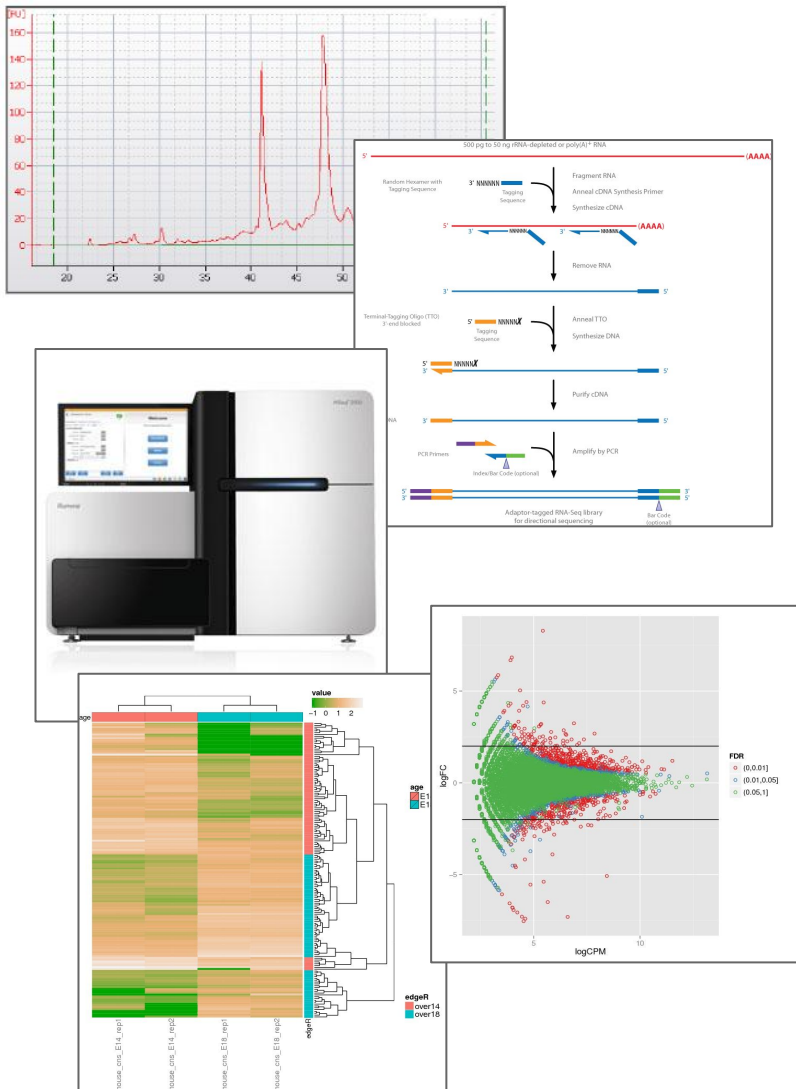 [FU]
160
140
120
100
80
60
40
20
0
20
25
30
35
40
45
50
500 pg to 50 ng rRNA-depleted or poly(A)⁺ RNA
5'
(AAAA)
Random Hexamer with
Tagging Sequence
3' NNNNNN
Tagging
Sequence
Fragment RNA
Anneal cDNA Synthesis Primer
Synthesize cDNA
5'
(AAAA)
3'
NNNNNN
3'
NNNNNN
Remove RNA
3'
5'
Terminal-Tagging Oligo (TTO)
3'-end blocked
5'
NNNNNX
Tagging
Sequence
Anneal TTO
Synthesize DNA
5'
NNNNNX
3'
5'
Purify cDNA
NA
3'
5'
PCR Primers
Index/Bar Code (optional)
Amplify by PCR
5'
3'
3'
5'
Adaptor-tagged RNA-Seq library
for directional sequencing
Bar Code
(optional)
Welcome
illumina
value
-1 0 1 2
age
age
E1
E1
edgeR
over14
over18
edgeR
mouse_cns_E14_rep1
mouse_cns_E14_rep2
mouse_cns_E18_rep1
mouse_cns_E18_rep2
logFC
5
0
-5
5
10
logCPM
FDR
(0,0.01]
(0.01,0.05]
(0.05,1]